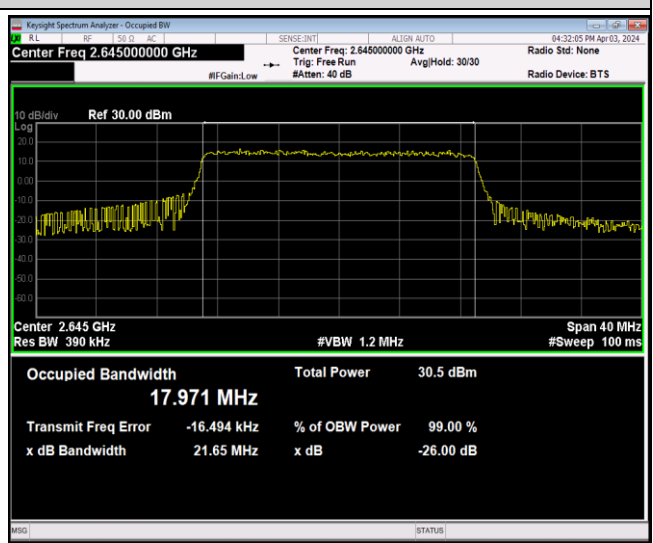 Keysight Spectrum Analyzer - Occupied BW
RL RF 50 Ω AC SENSE:INT ALIGN AUTO 04:32:05 PM Apr 03, 2024
Center Freq 2.645000000 GHz Center Freq: 2.645000000 GHz Radio Std: None
Trig: Free Run Avg|Hold: 30/30
#IFGain:Low #Atten: 40 dB Radio Device: BTS
10 dB/div Ref 30.00 dBm
Log
20.0
10.0
0.00
-10.0
-20.0
-30.0
-40.0
-50.0
-60.0
Center 2.645 GHz Span 40 MHz
Res BW 390 kHz #VBW 1.2 MHz #Sweep 100 ms
Occupied Bandwidth Total Power 30.5 dBm
17.971 MHz
Transmit Freq Error -16.494 kHz % of OBW Power 99.00 %
x dB Bandwidth 21.65 MHz x dB -26.00 dB
MSG STATUS